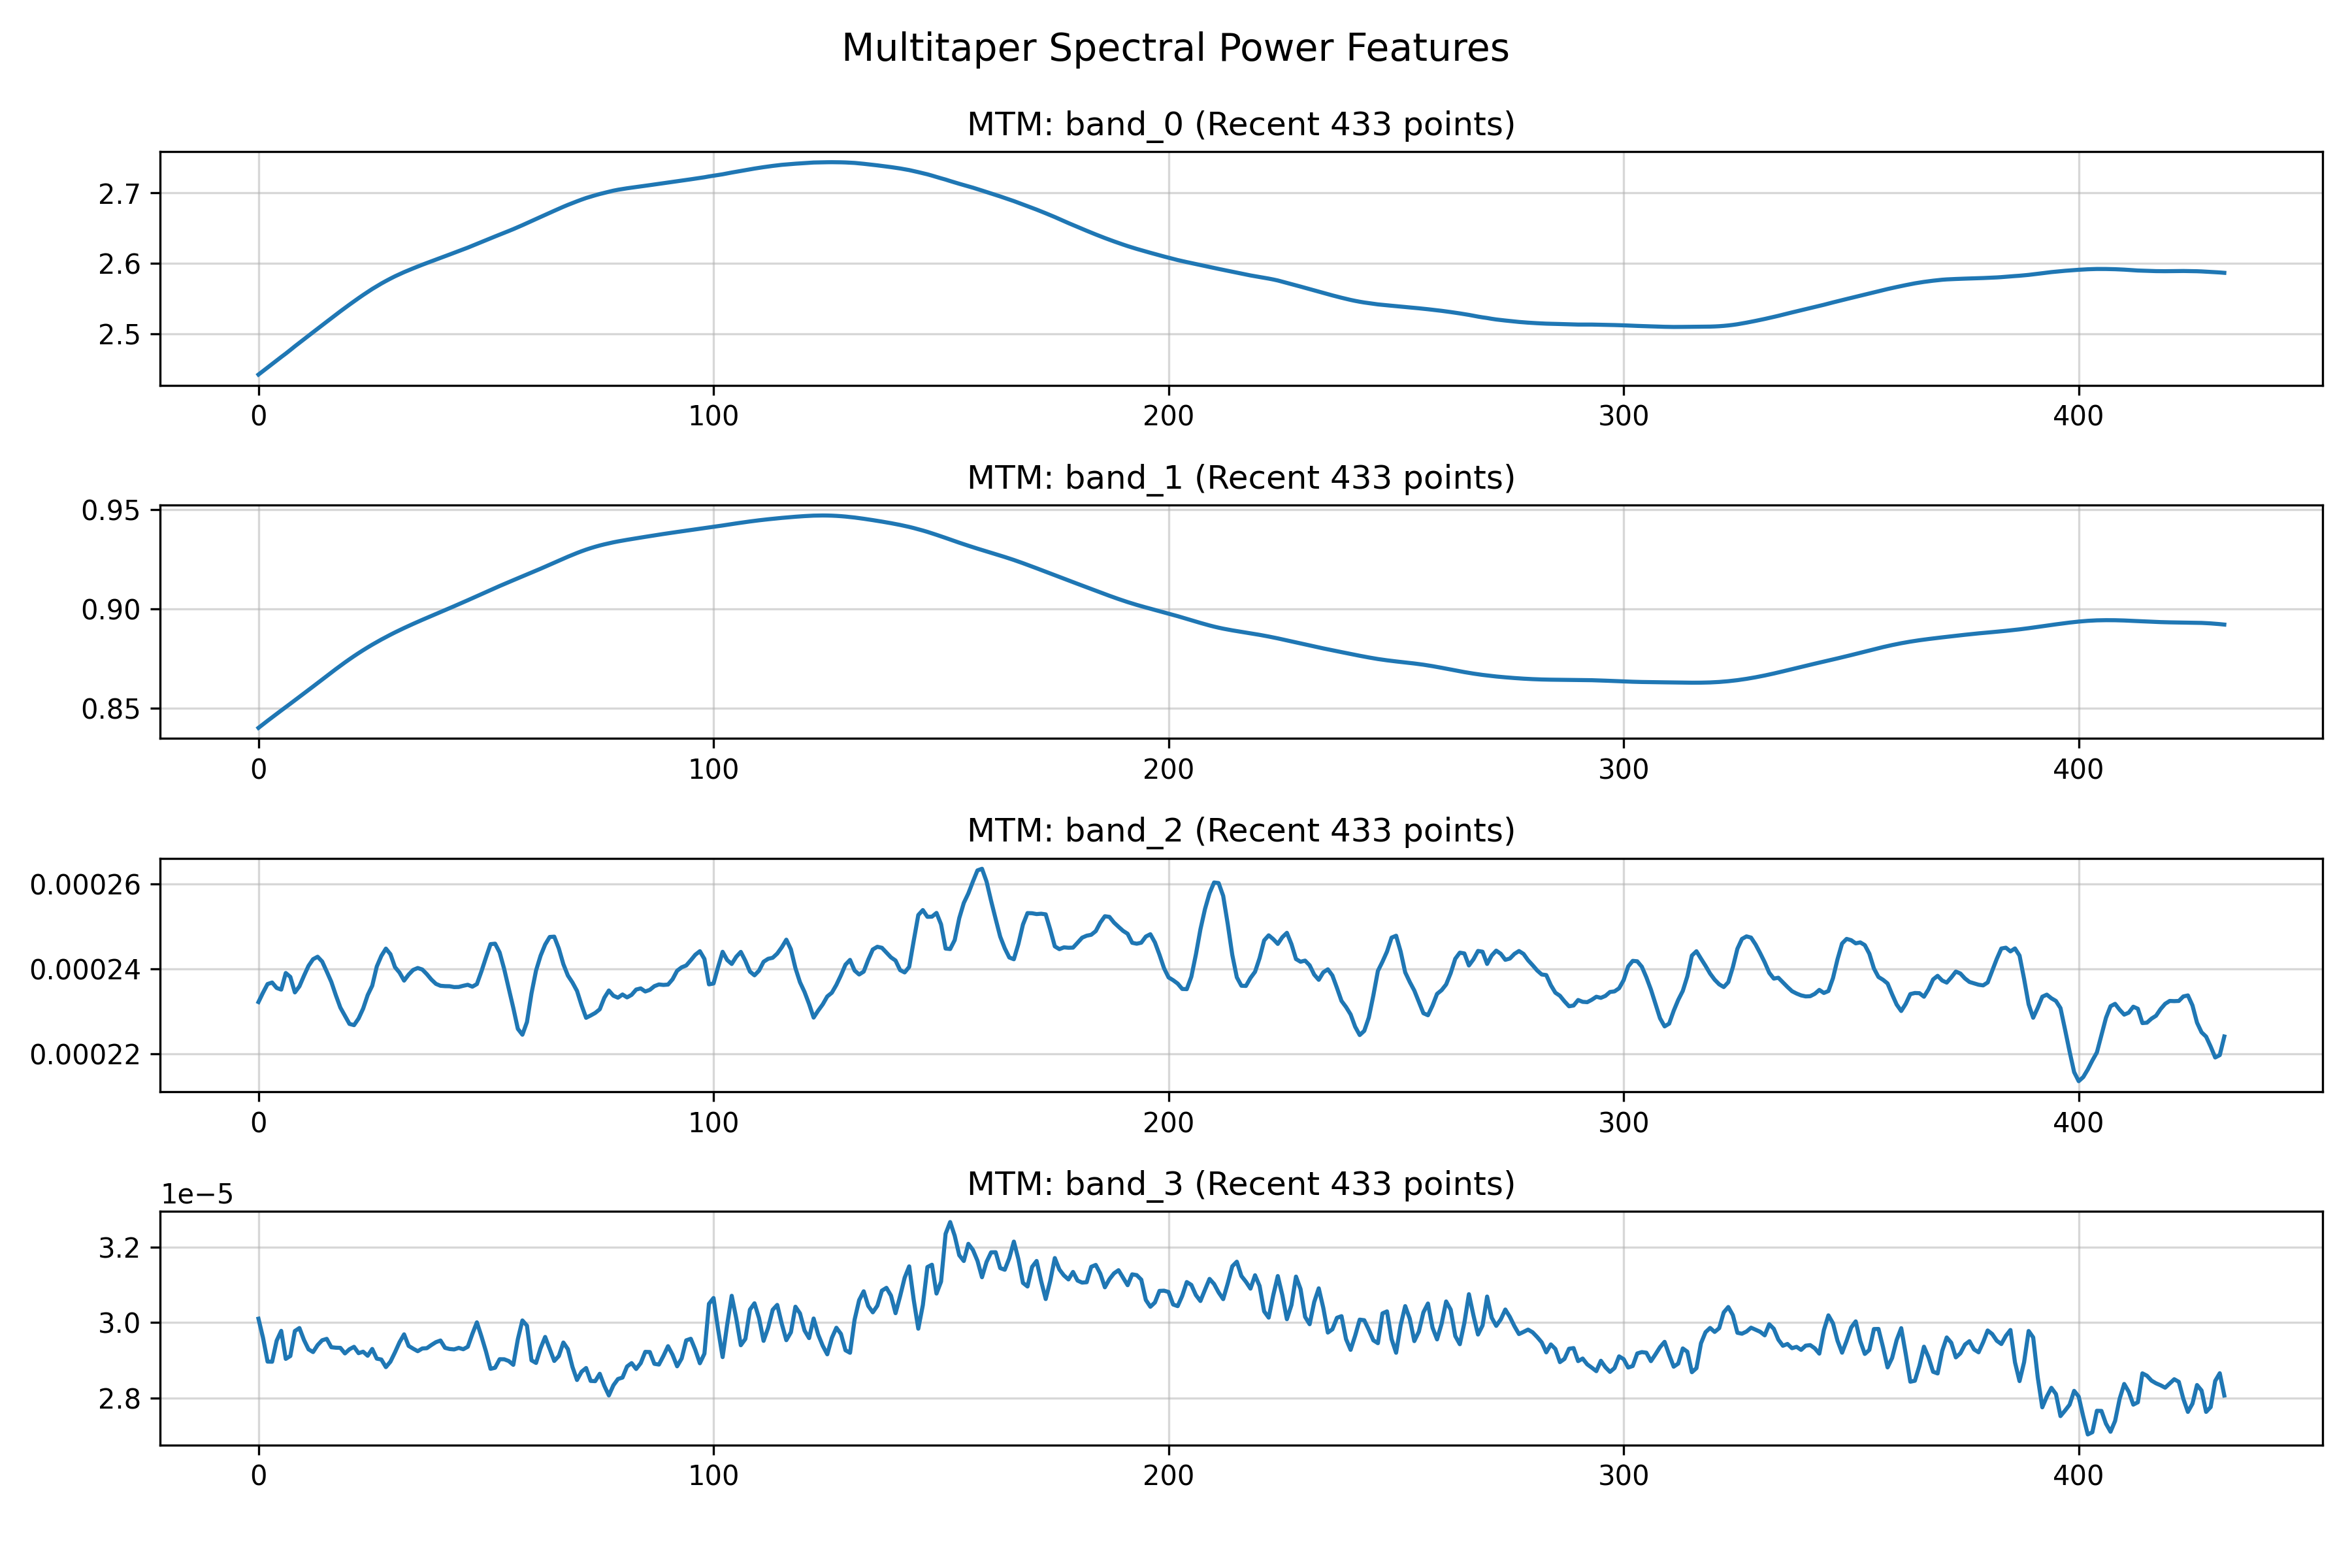 Multitaper Spectral Power Features
MTM: band_0 (Recent 433 points)
2.7
2.6
2.5
0 100 200 300 400
MTM: band_1 (Recent 433 points)
0.95
0.90
0.85
0 100 200 300 400
MTM: band_2 (Recent 433 points)
0.00026
0.00024
0.00022
0 100 200 300 400
MTM: band_3 (Recent 433 points)
1e−5
3.2
3.0
2.8
0 100 200 300 400